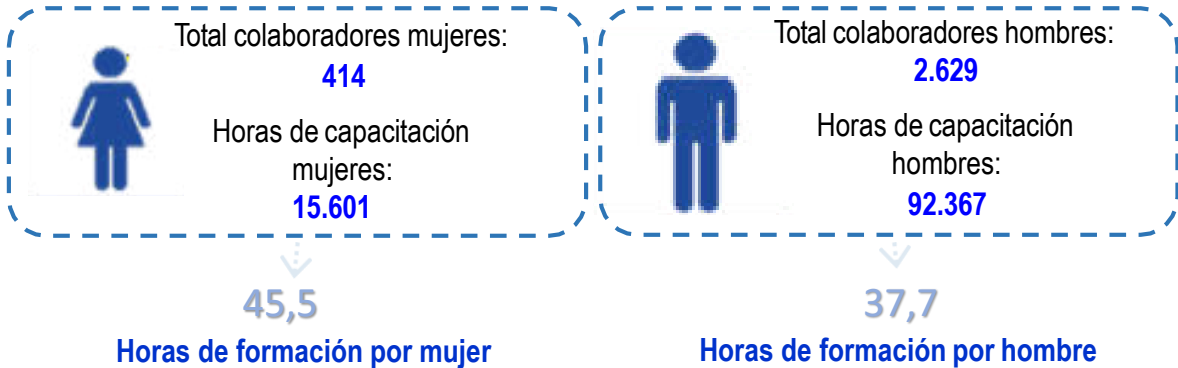 Total colaboradores mujeres:
414
Horas de capacitación
mujeres:
15.601
45,5
Horas de formación por mujer
Total colaboradores hombres:
2.629
Horas de capacitación
hombres:
92.367
37,7
Horas de formación por hombre